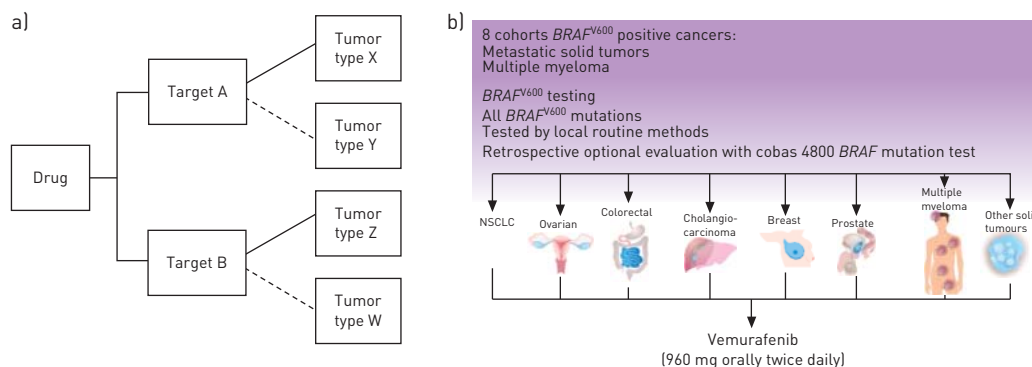 a)
Drug
Target A
Target B
Tumor
type X
Tumor
type Y
Tumor
type Z
Tumor
type W
b)
8 cohorts BRAFV600 positive cancers:
Metastatic solid tumors
Multiple myeloma
BRAFV600 testing
All BRAFV600 mutations
Tested by local routine methods
Retrospective optional evaluation with cobas 4800 BRAF mutation test
NSCLC
Ovarian
Colorectal
Cholangio-
carcinoma
Breast
Prostate
Multiple
myeloma
Other soli
tumours
Vemurafenib
(960 mg orally twice daily)